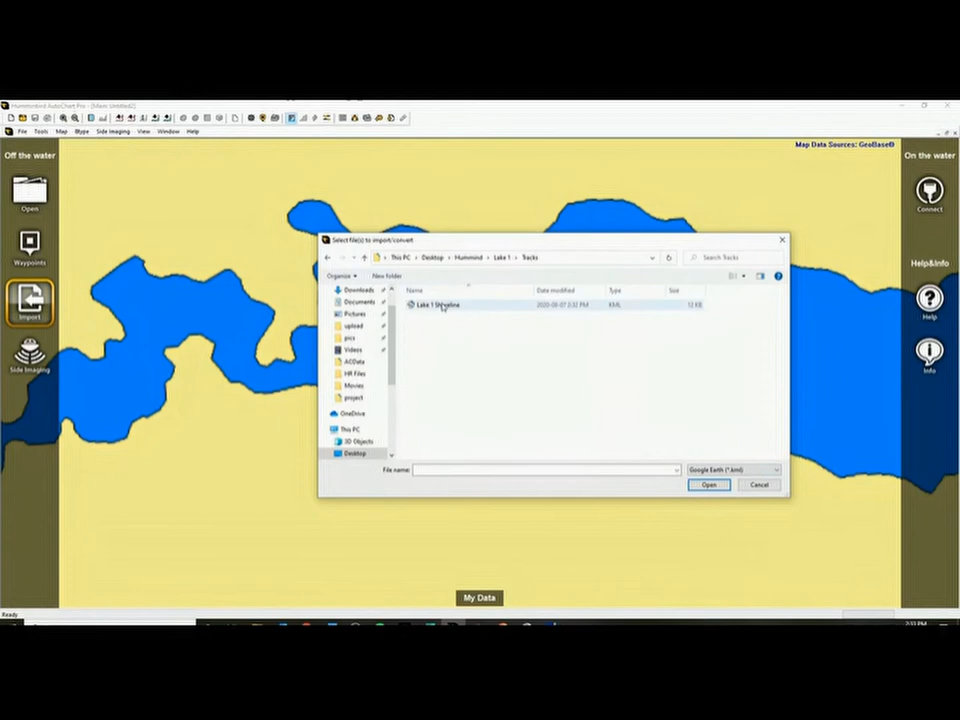 Humminbird AutoChart Pro - [Main: Untitled2]
File Tools Map Btype Side Imaging View Window Help
Map Data Sources: GeoBase®
Off the water
Open
Waypoints
Import
Side Imaging
On the water
Connect
Help&Info
Help
Info
Select file(s) to import/convert
This PC > Desktop > Hummind > Lake 1 > Tracks
Search Tracks
Organize
New folder
Name Date modified Type Size
Lake 1 Shoreline 2020-08-07 3:32 PM KML 12 KB
Downloads
Documents
Pictures
upload
pics
Videos
ACData
HR Files
Movies
project
OneDrive
This PC
3D Objects
Desktop
File name:
Google Earth (*.kml)
Open
Cancel
My Data
Ready
2:33 PM